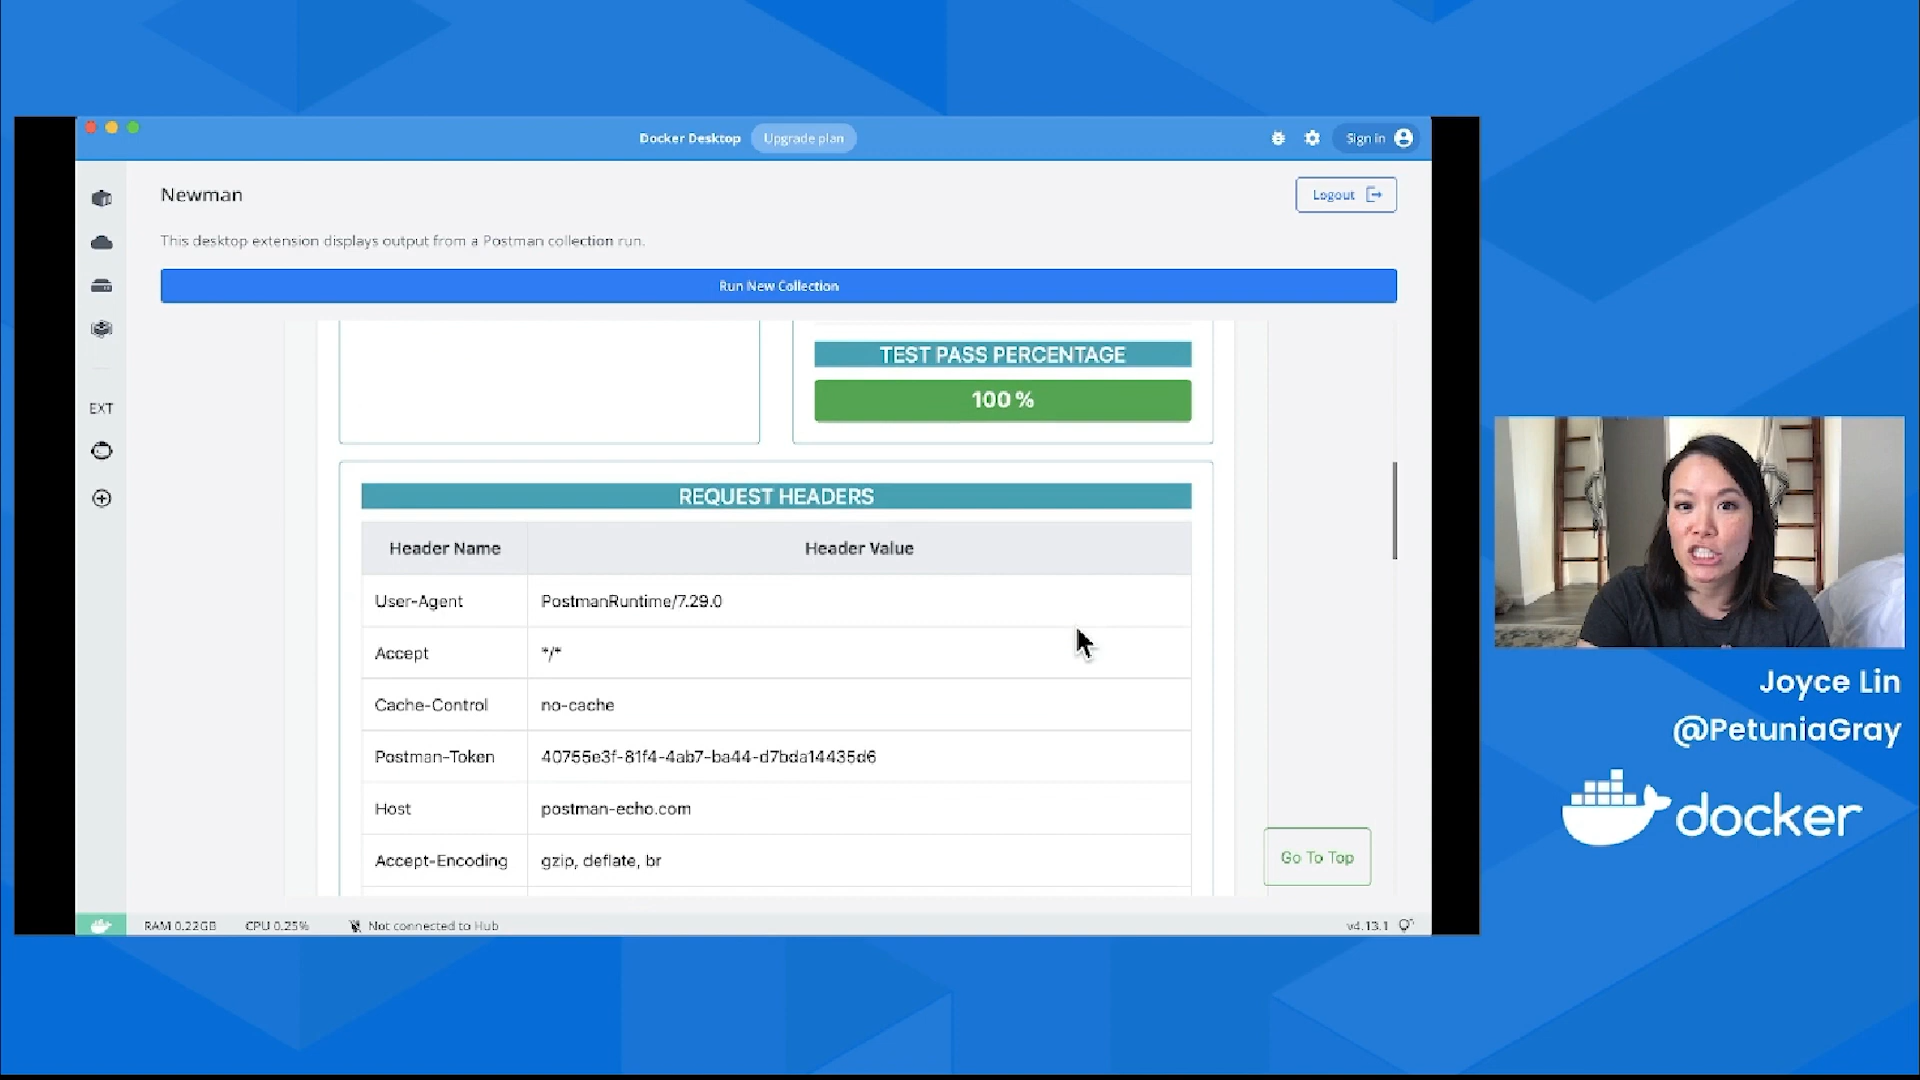 Docker Desktop
Upgrade plan
Sign in
Newman
Logout
This desktop extension displays output from a Postman collection run.
Run New Collection
TEST PASS PERCENTAGE
100 %
EXT
REQUEST HEADERS
Header Name Header Value
User-Agent PostmanRuntime/7.29.0
Accept */*
Cache-Control no-cache
Postman-Token 40755e3f-81f4-4ab7-ba44-d7bda14435d6
Host postman-echo.com
Accept-Encoding gzip, deflate, br
Go To Top
RAM 0.22GB CPU 0.25% Not connected to Hub v4.13.1
Joyce Lin
@PetuniaGray
docker